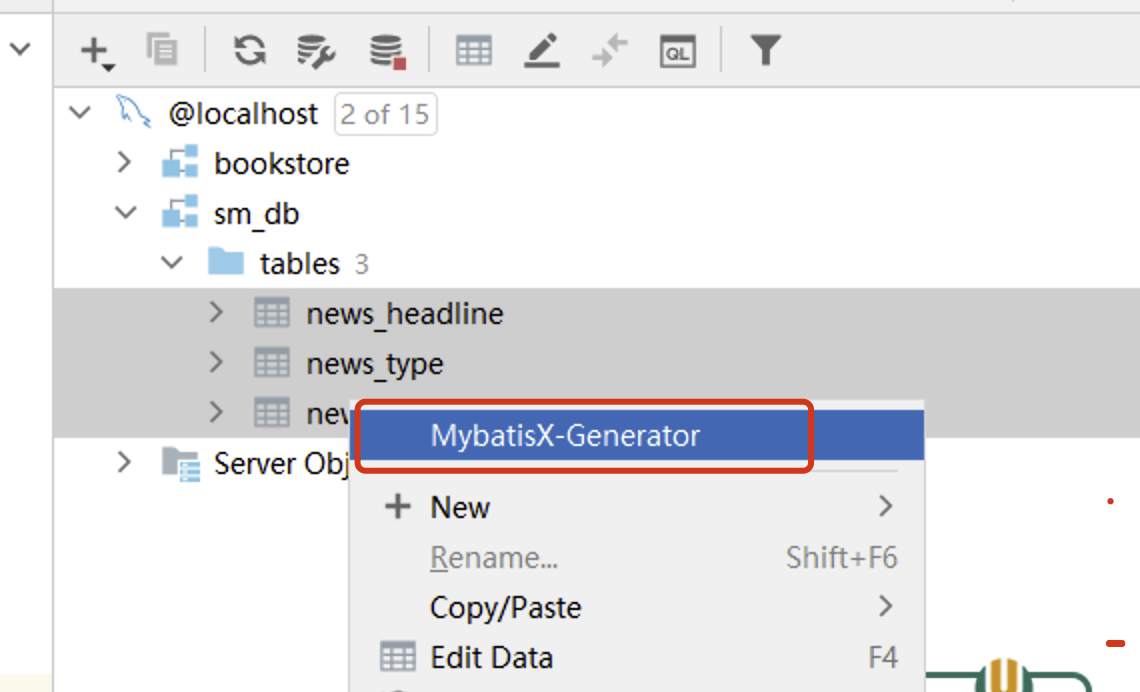 QL
@localhost 2 of 15
bookstore
sm_db
tables 3
news_headline
news_type
MybatisX-Generator
Server Obj
New
Rename... Shift+F6
Copy/Paste
Edit Data F4